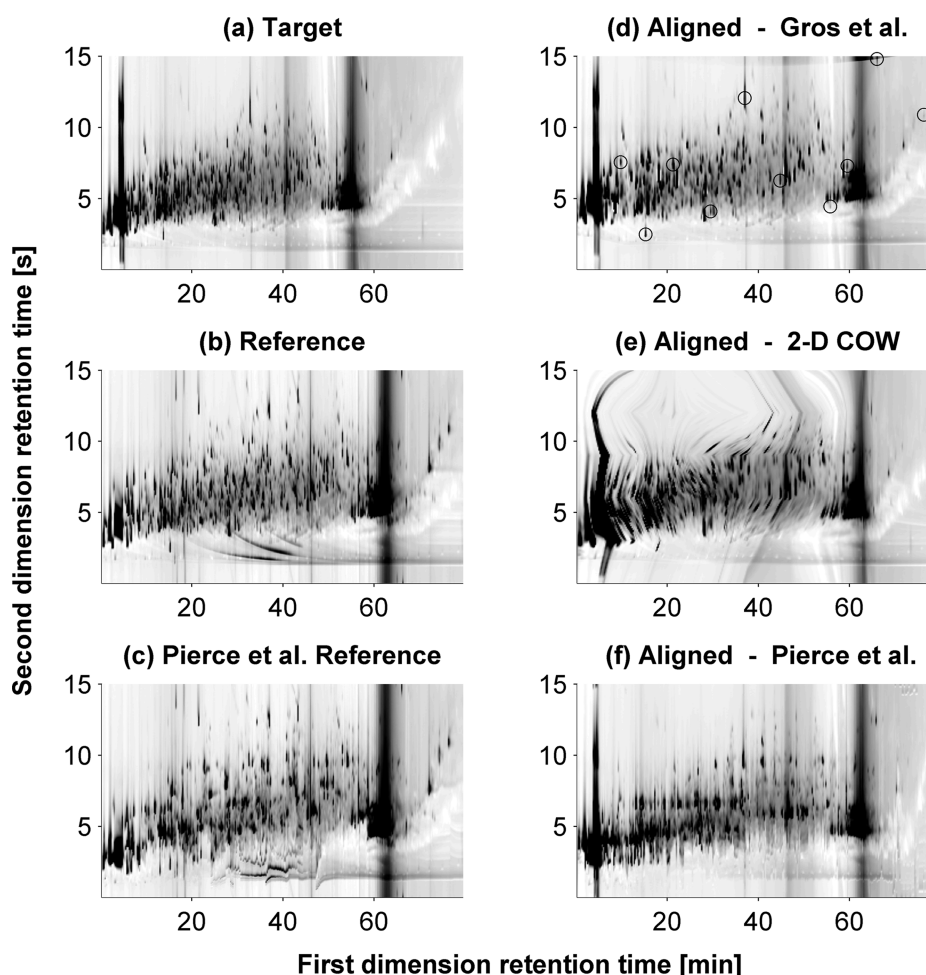 (a) Target
15
10
5
20 40 60
(d) Aligned - Gros et al.
15
10
5
20 40 60
(b) Reference
15
10
5
20 40 60
(e) Aligned - 2-D COW
15
10
5
20 40 60
(c) Pierce et al. Reference
15
10
5
20 40 60
(f) Aligned - Pierce et al.
15
10
5
20 40 60
Second dimension retention time [s]
First dimension retention time [min]